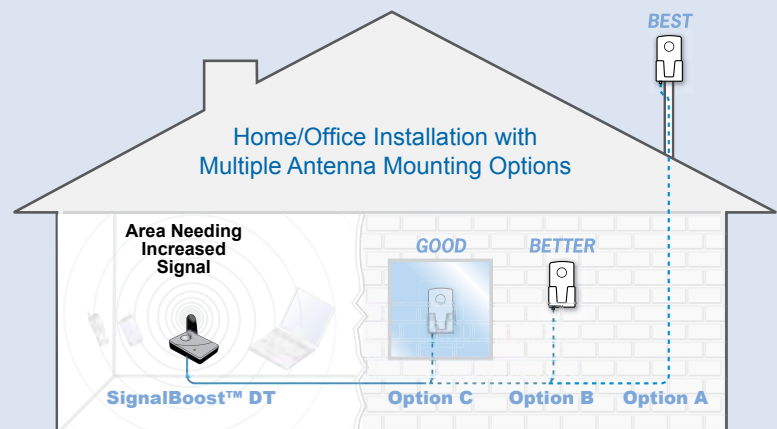 BEST
Home/Office Installation with
Multiple Antenna Mounting Options
Area Needing
Increased
Signal
GOOD
BETTER
SignalBoost™ DT
Option C
Option B
Option A